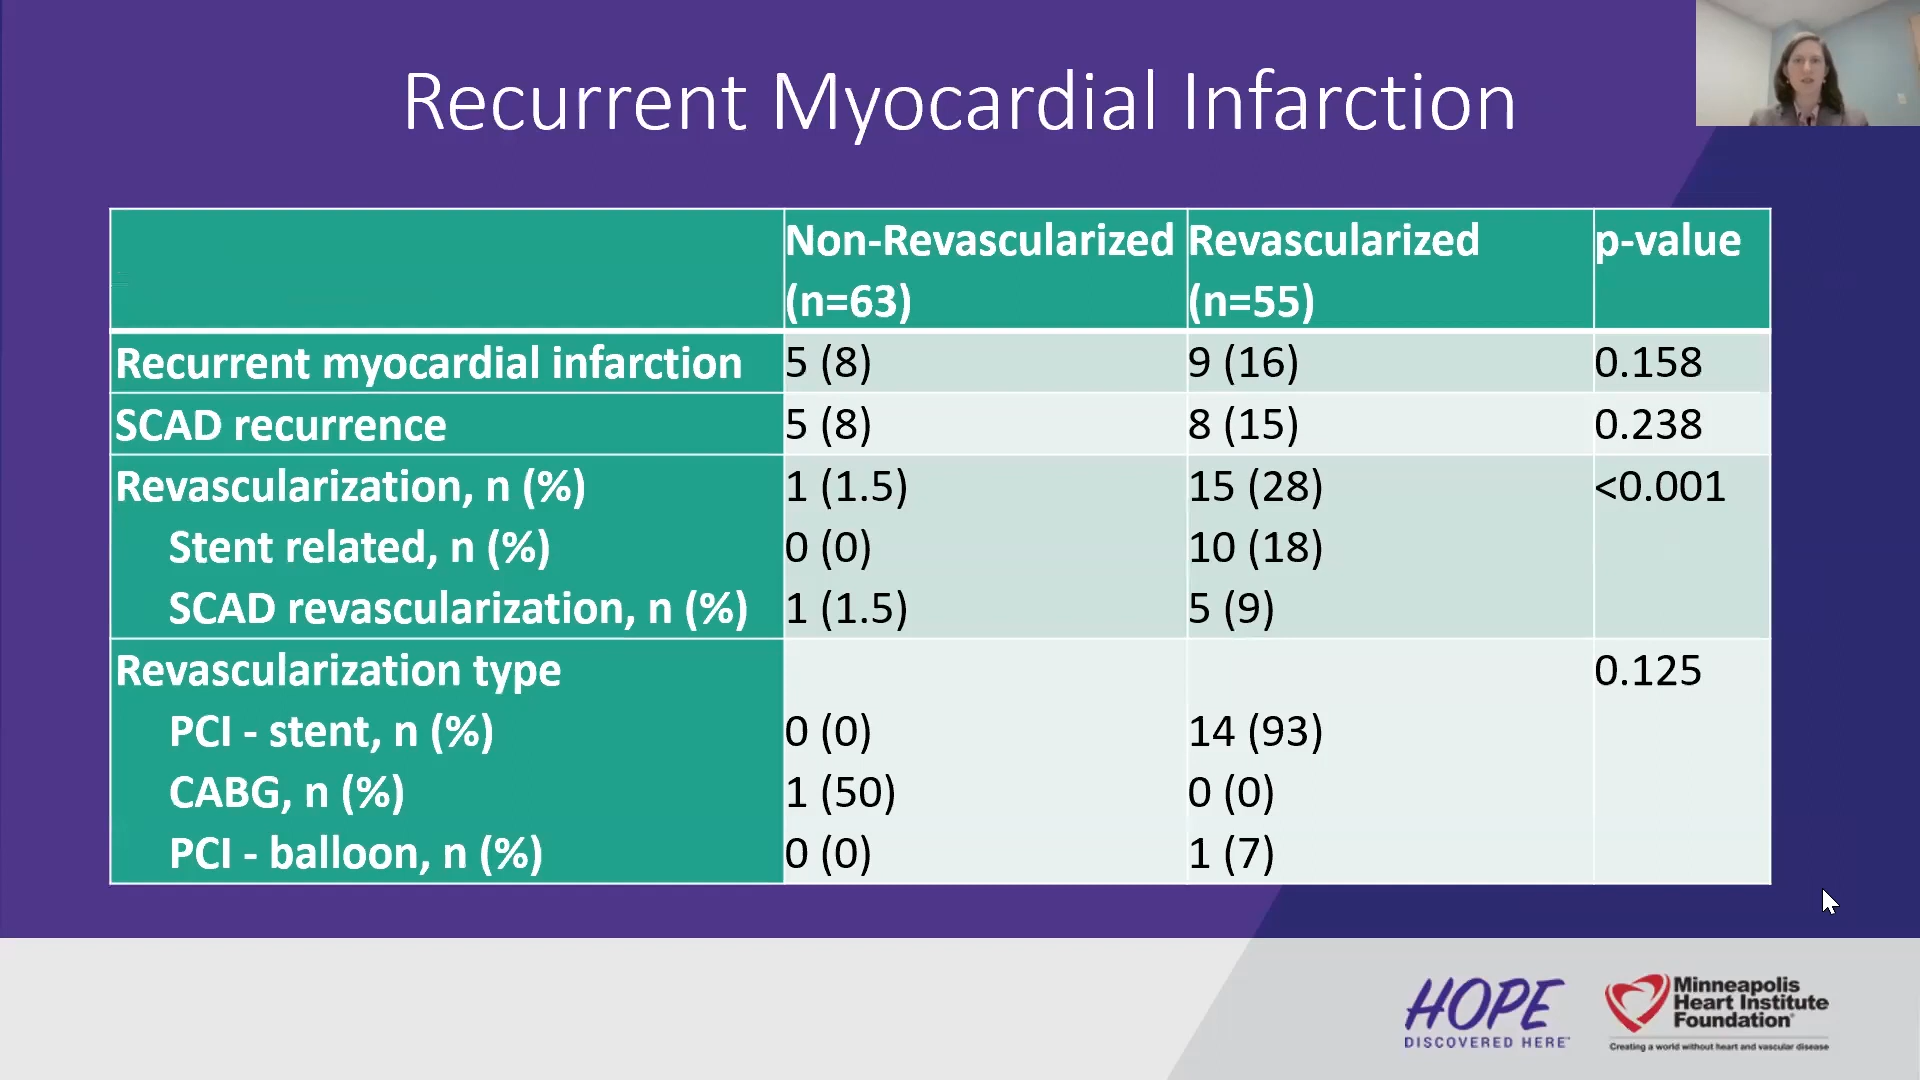 Recurrent Myocardial Infarction
Non-Revascularized Revascularized p-value
(n=63) (n=55)
Recurrent myocardial infarction 5 (8) 9 (16) 0.158
SCAD recurrence 5 (8) 8 (15) 0.238
Revascularization, n (%) 1 (1.5) 15 (28) <0.001
Stent related, n (%) 0 (0) 10 (18)
SCAD revascularization, n (%) 1 (1.5) 5 (9)
Revascularization type 0.125
PCI - stent, n (%) 0 (0) 14 (93)
CABG, n (%) 1 (50) 0 (0)
PCI - balloon, n (%) 0 (0) 1 (7)
HOPE
DISCOVERED HERE™
Minneapolis
Heart Institute
Foundation®
Creating a world without heart and vascular disease